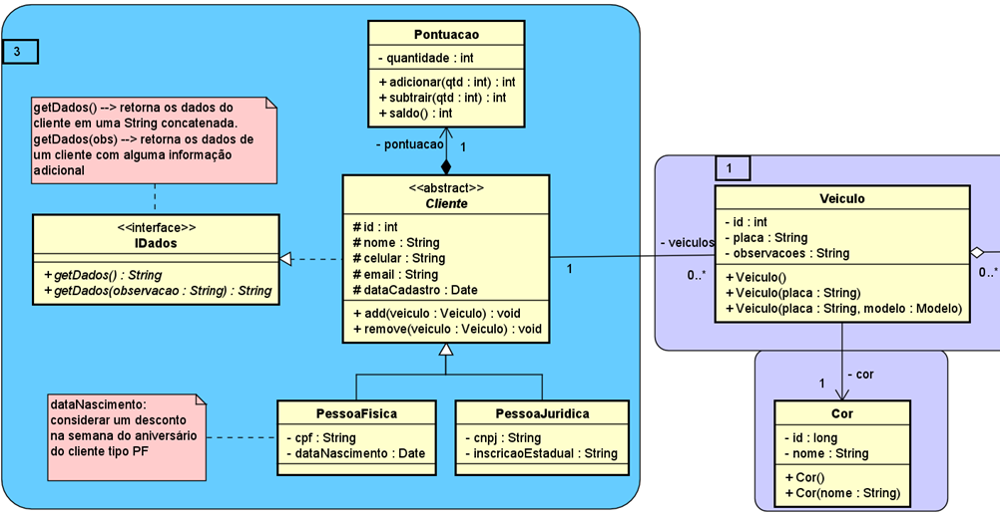 3
Pontuacao
- quantidade : int
+ adicionar(qtd : int) : int
+ subtrair(qtd : int) : int
+ saldo() : int
- pontuacao
1
getDados() --> retorna os dados do
cliente em uma String concatenada.
getDados(obs) --> retorna os dados de
um cliente com alguma informação
adicional
<<interface>>
IDados
+ getDados() : String
+ getDados(observacao : String) : String
<<abstract>>
Cliente
# id : int
# nome : String
# celular : String
# email : String
# dataCadastro : Date
+ add(veiculo : Veiculo) : void
+ remove(veiculo : Veiculo) : void
1
- veiculos
0..*
dataNascimento:
considerar um desconto
na semana do aniversário
do cliente tipo PF
PessoaFisica
- cpf : String
- dataNascimento : Date
PessoaJuridica
- cnpj : String
- inscricaoEstadual : String
1
Veiculo
- id : int
- placa : String
- observacoes : String
+ Veiculo()
+ Veiculo(placa : String)
+ Veiculo(placa : String, modelo : Modelo)
0..*
- cor
1
Cor
- id : long
- nome : String
+ Cor()
+ Cor(nome : String)